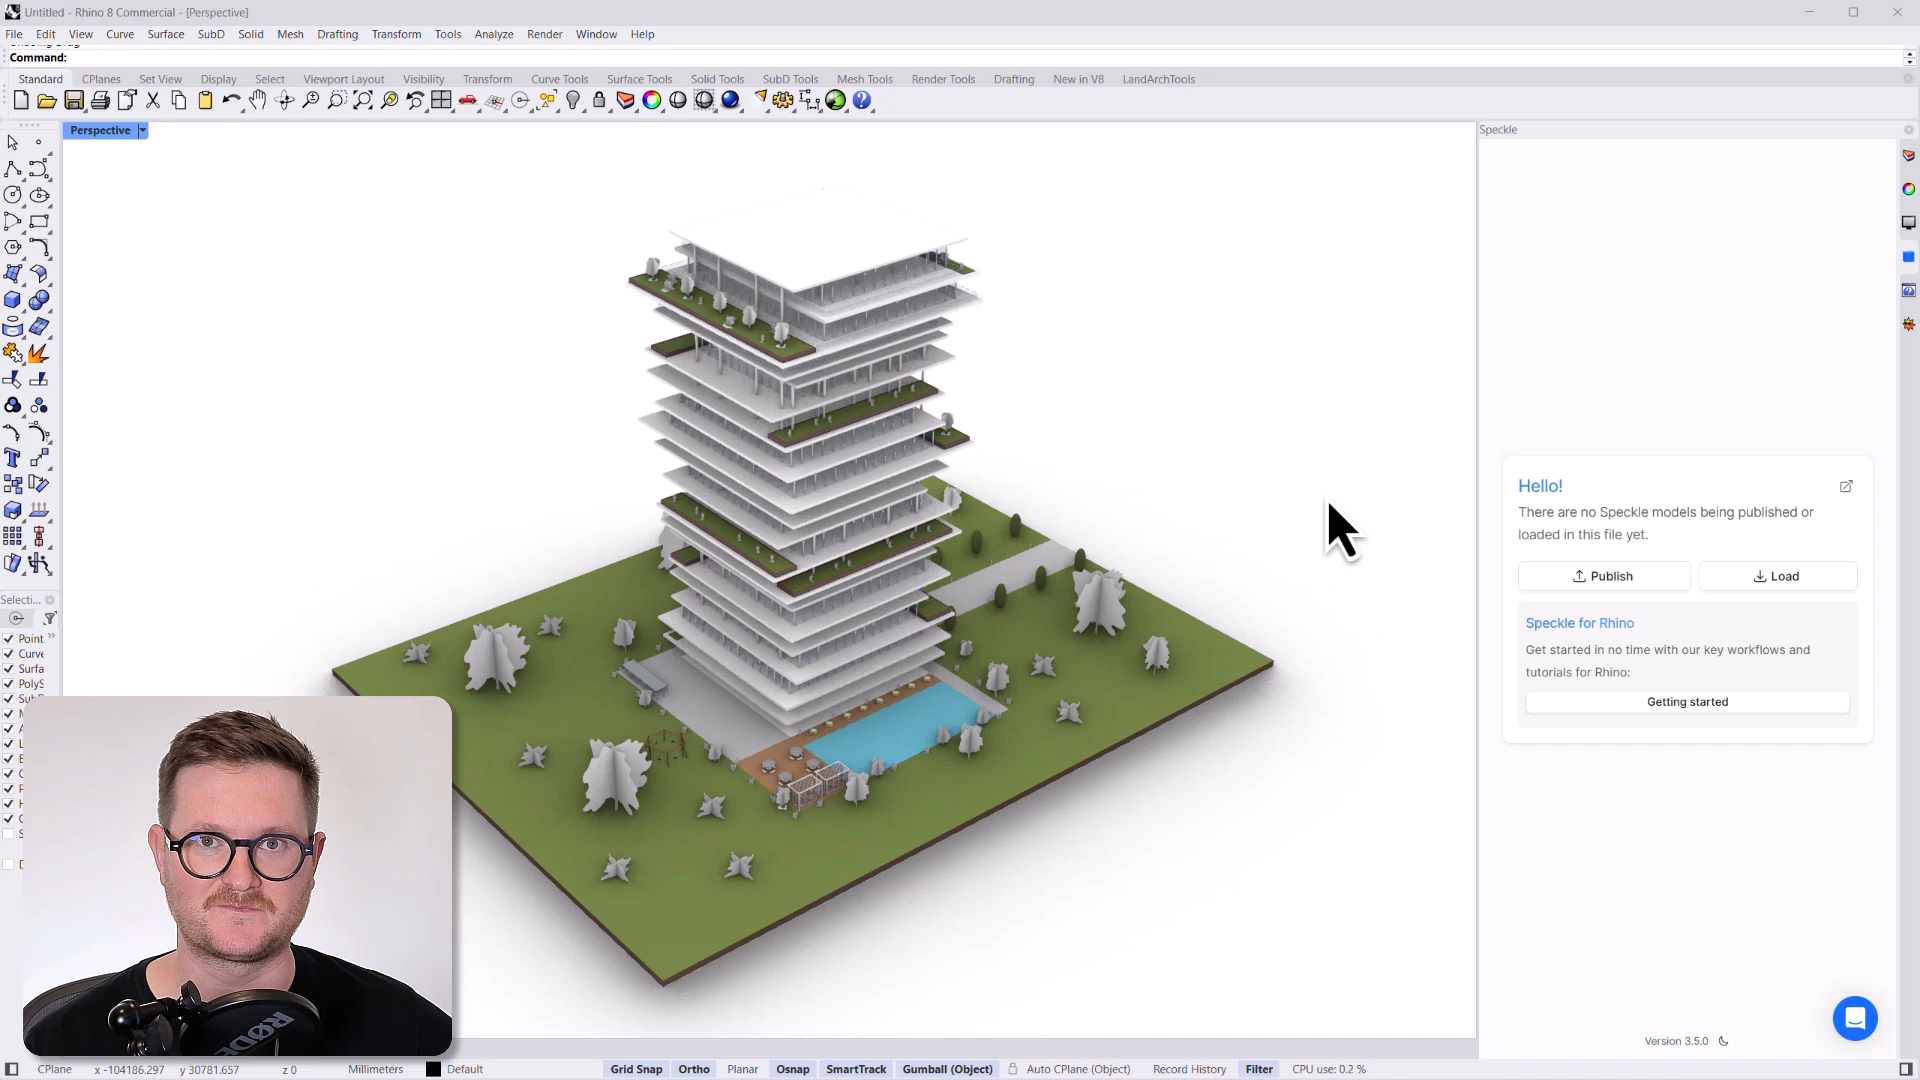 Untitled - Rhino 8 Commercial - [Perspective]
File Edit View Curve Surface SubD Solid Mesh Drafting Transform Tools Analyze Render Window Help
Command:
Standard CPlanes Set View Display Select Viewport Layout Visibility Transform Curve Tools Surface Tools Solid Tools SubD Tools Mesh Tools Render Tools Drafting New in V8 LandArchTools
Perspective
Speckle
Hello!
There are no Speckle models being published or
loaded in this file yet.
Publish Load
Speckle for Rhino
Get started in no time with our key workflows and
tutorials for Rhino:
Getting started
Selecti...
Point
Curve
Surfa
PolyS
RØDE
Version 3.5.0
CPlane x -104186.297 y 30781.657 z 0 Millimeters Default Grid Snap Ortho Planar Osnap SmartTrack Gumball (Object) Auto CPlane (Object) Record History Filter CPU use: 0.2 %